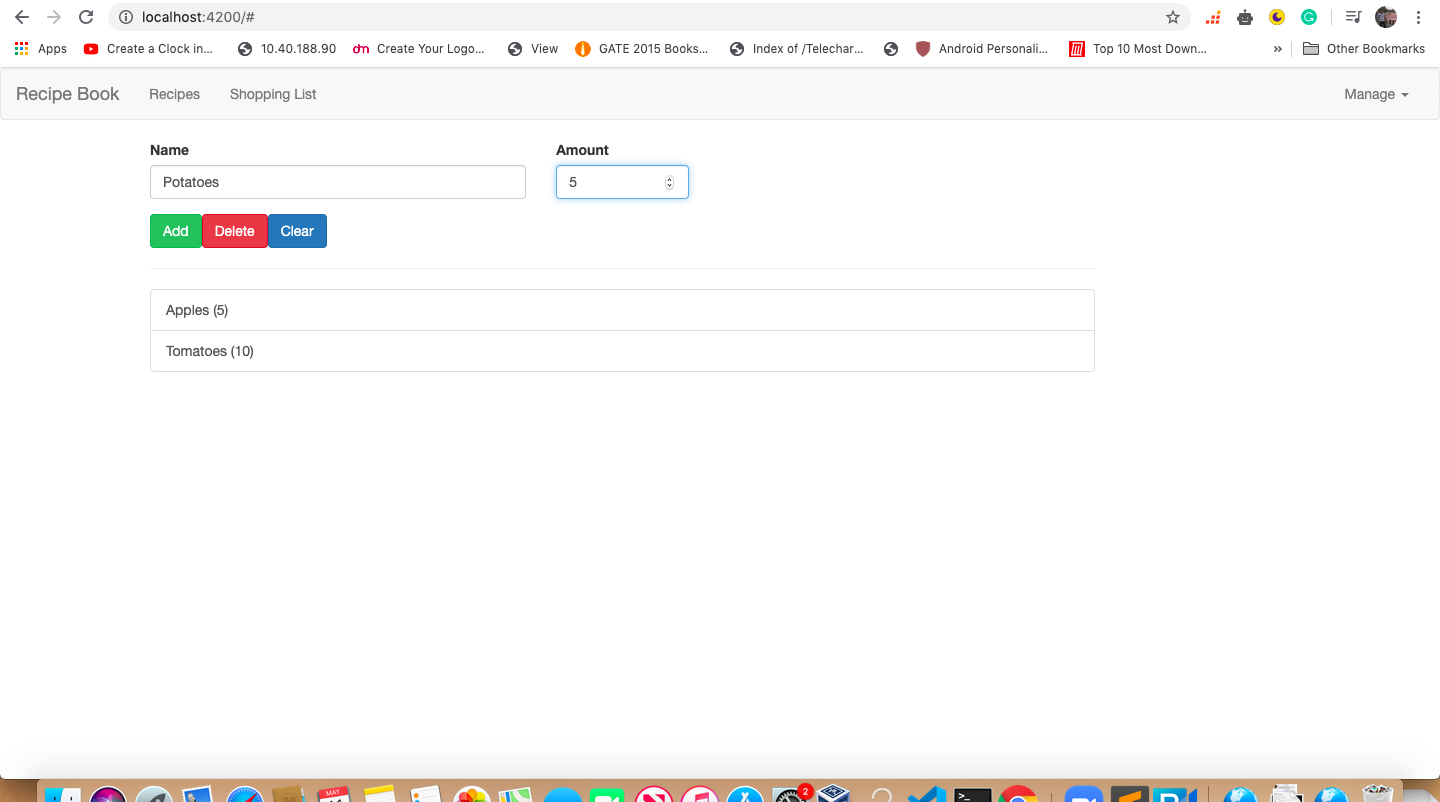 localhost:4200/#
Apps Create a Clock in... 10.40.188.90 dm Create Your Logo... View GATE 2015 Books... Index of /Telechar... Android Personali... Top 10 Most Down... » Other Bookmarks
Recipe Book Recipes Shopping List Manage
Name Amount
Potatoes 5
Add Delete Clear
Apples (5)
Tomatoes (10)
MAY 2